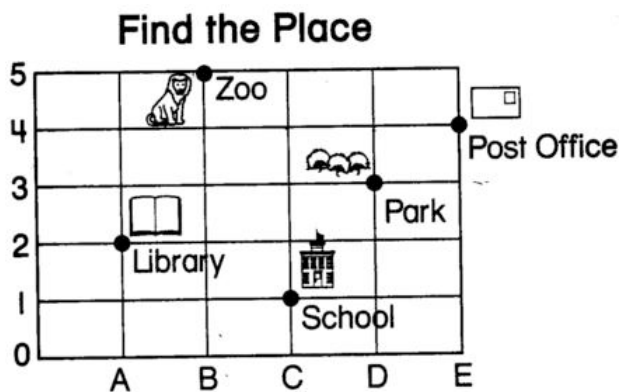 Find the Place
5
Zoo
4
Post Office
3
Park
2
Library
1
School
0
A B C D E